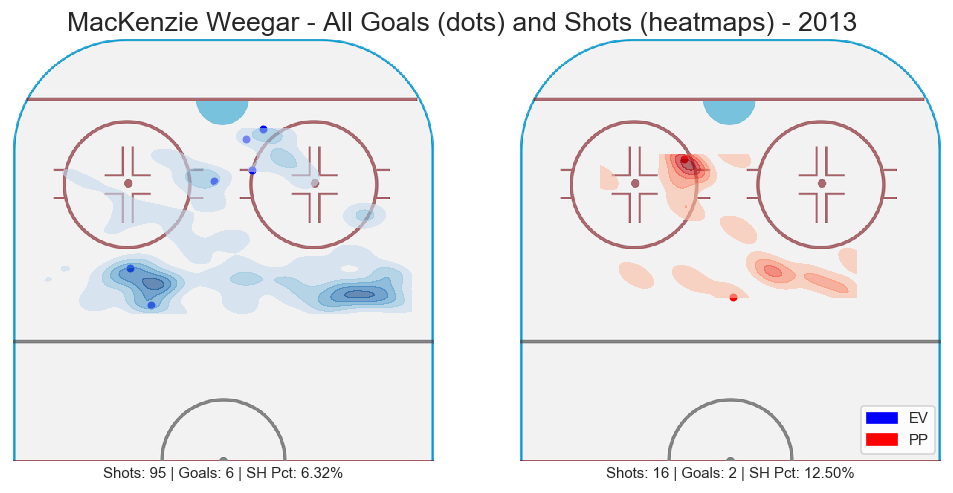 MacKenzie Weegar - All Goals (dots) and Shots (heatmaps) - 2013
EV
PP
Shots: 95 | Goals: 6 | SH Pct: 6.32%
Shots: 16 | Goals: 2 | SH Pct: 12.50%